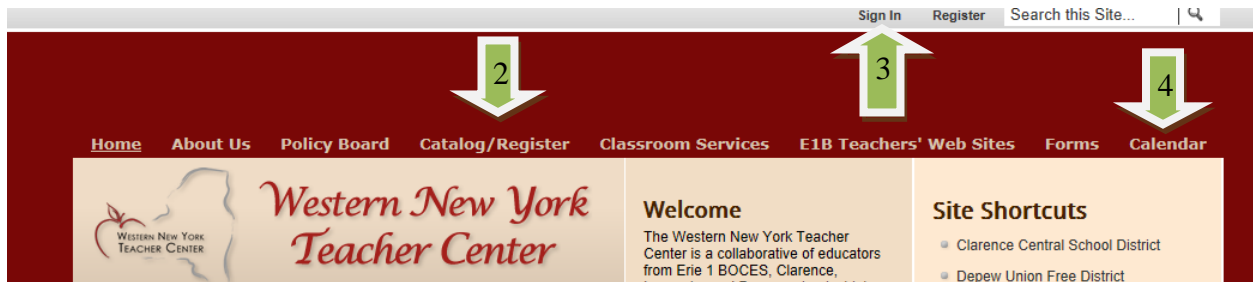 Sign In Register Search this Site...
2
3
4
Home About Us Policy Board Catalog/Register Classroom Services E1B Teachers' Web Sites Forms Calendar
Western New York
Teacher Center
Western New York
Teacher Center
Welcome
The Western New York Teacher
Center is a collaborative of educators
from Erie 1 BOCES, Clarence,
Site Shortcuts
Clarence Central School District
Depew Union Free District